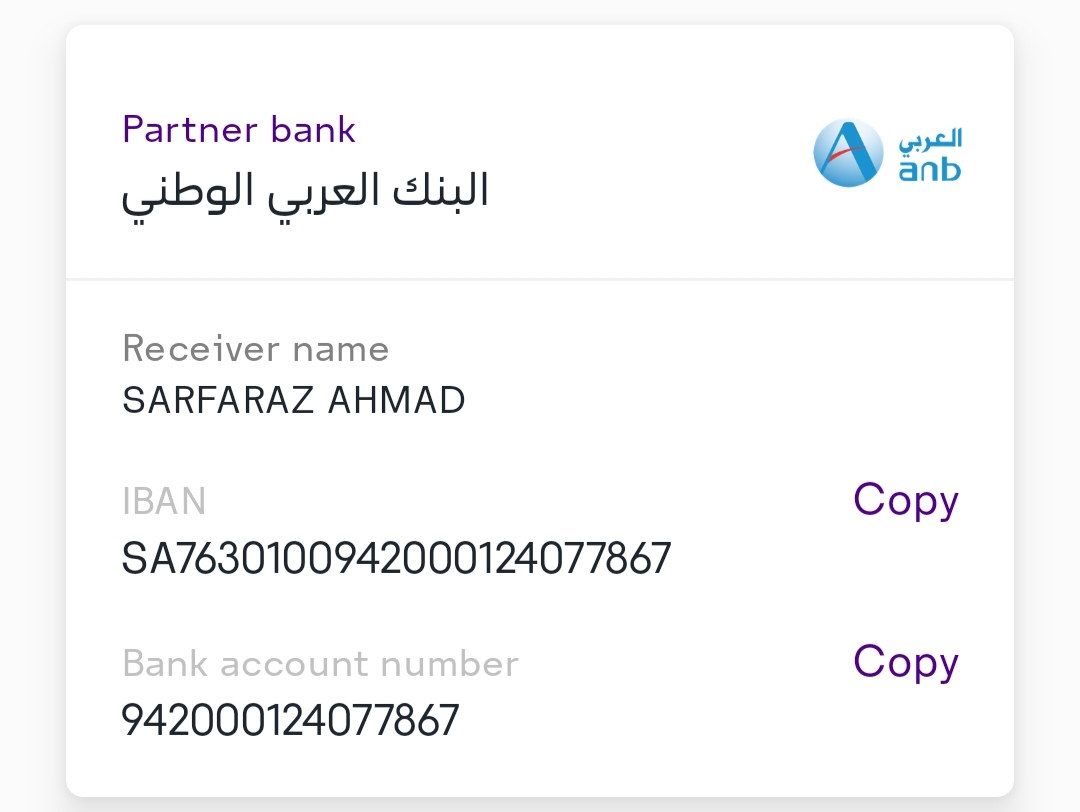 Partner bank
البنك العربي الوطني
العربي
anb
Receiver name
SARFARAZ AHMAD
IBAN
Copy
SA7630100942000124077867
Bank account number
Copy
942000124077867